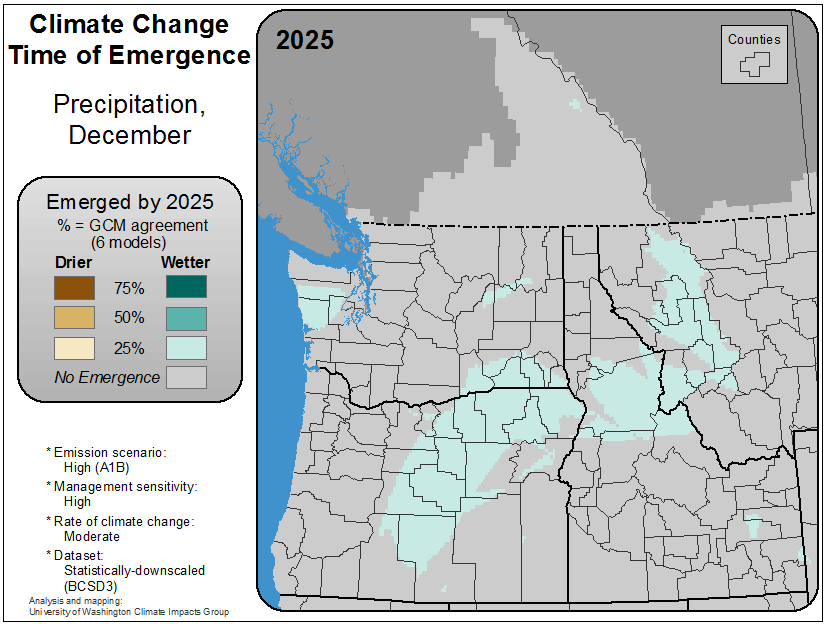 Climate Change
Time of Emergence
Precipitation,
December
Emerged by 2025
% = GCM agreement
(6 models)
Drier Wetter
75%
50%
25%
No Emergence
* Emission scenario:
High (A1B)
* Management sensitivity:
High
* Rate of climate change:
Moderate
* Dataset:
Statistically-downscaled
(BCSD3)
Analysis and mapping:
University of Washington Climate Impacts Group
2025
Counties